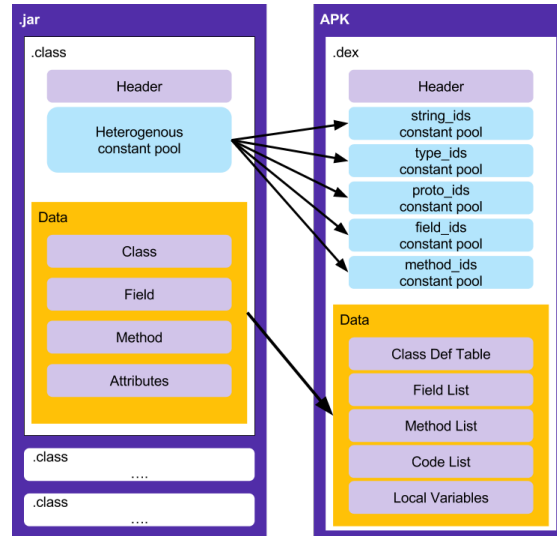 .jar
.class
Header
Heterogenous
constant pool
Data
Class
Field
Method
Attributes
.class
....
.class
....
APK
.dex
Header
string_ids
constant pool
type_ids
constant pool
proto_ids
constant pool
field_ids
constant pool
method_ids
constant pool
Data
Class Def Table
Field List
Method List
Code List
Local Variables